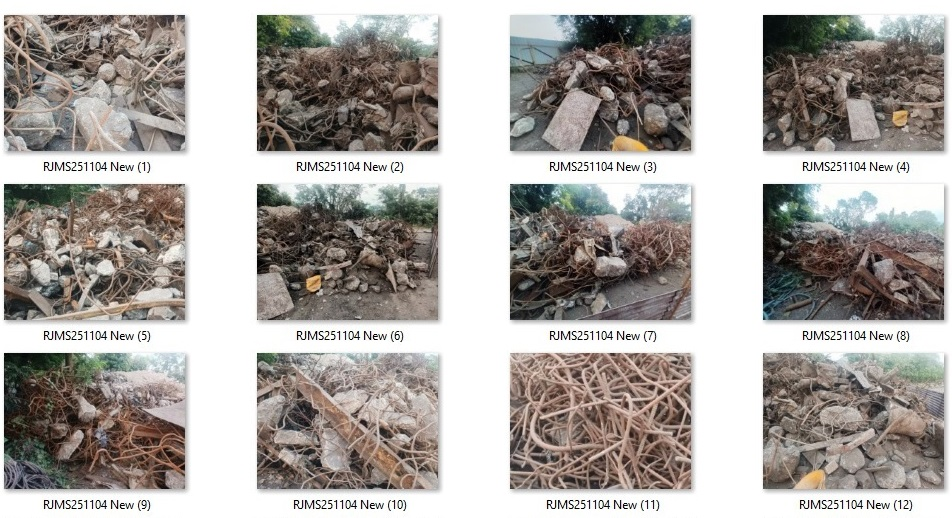 RJMS251104 New (1)
RJMS251104 New (2)
RJMS251104 New (3)
RJMS251104 New (4)
RJMS251104 New (5)
RJMS251104 New (6)
RJMS251104 New (7)
RJMS251104 New (8)
RJMS251104 New (9)
RJMS251104 New (10)
RJMS251104 New (11)
RJMS251104 New (12)